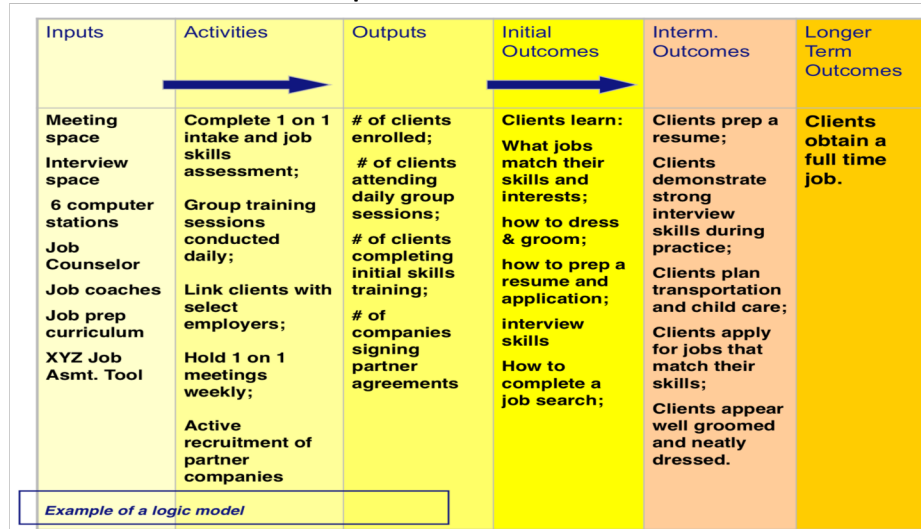 Inputs
Activities
Outputs
Initial
Outcomes
Interm.
Outcomes
Longer
Term
Outcomes
Meeting
space
Interview
space
6 computer
stations
Job
Counselor
Job coaches
Job prep
curriculum
XYZ Job
Asmt. Tool
Complete 1 on 1
intake and job
skills
assessment;
Group training
sessions
conducted
daily;
Link clients with
select
employers;
Hold 1 on 1
meetings
weekly;
Active
recruitment of
partner
companies
# of clients
enrolled;
# of clients
attending
daily group
sessions;
# of clients
completing
initial skills
training;
# of
companies
signing
partner
agreements
Clients learn:
What jobs
match their
skills and
interests;
how to dress
& groom;
how to prep a
resume and
application;
interview
skills
How to
complete a
job search;
Clients prep a
resume;
Clients
demonstrate
strong
interview
skills during
practice;
Clients plan
transportation
and child care;
Clients apply
for jobs that
match their
skills;
Clients appear
well groomed
and neatly
dressed.
Clients
obtain a
full time
job.
Example of a logic model